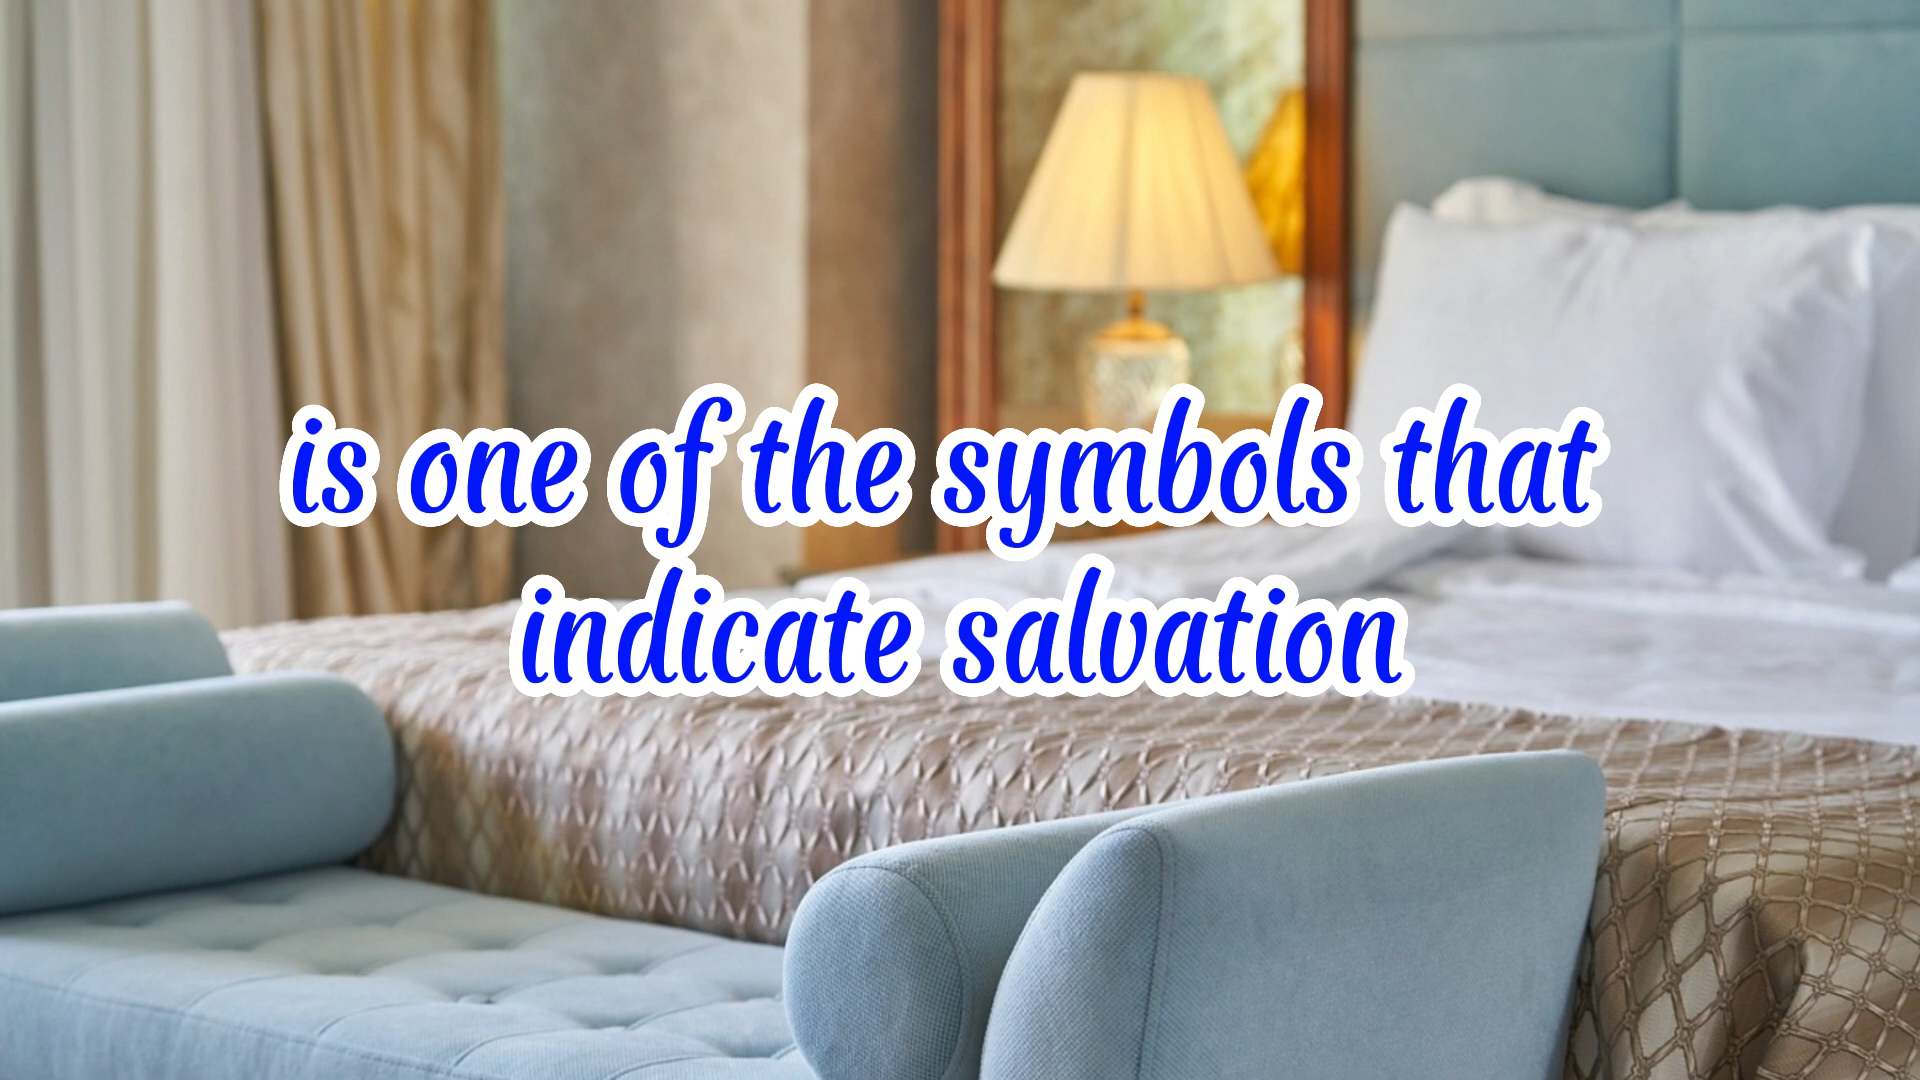 is one of the symbols that
indicate salvation